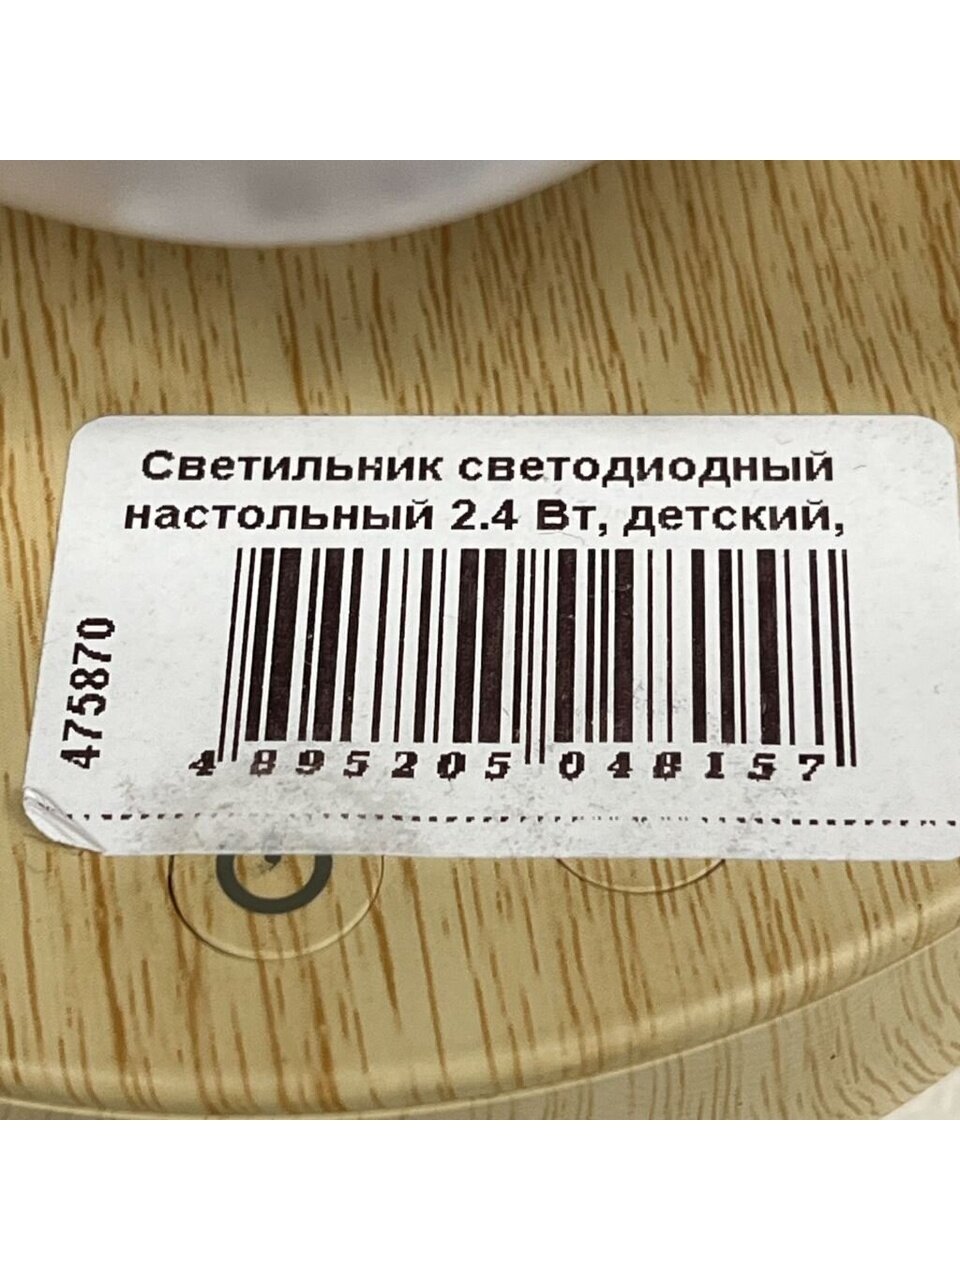 Светильник светодиодный
настольный 2.4 Вт, детский,
475870
4 895205 048157